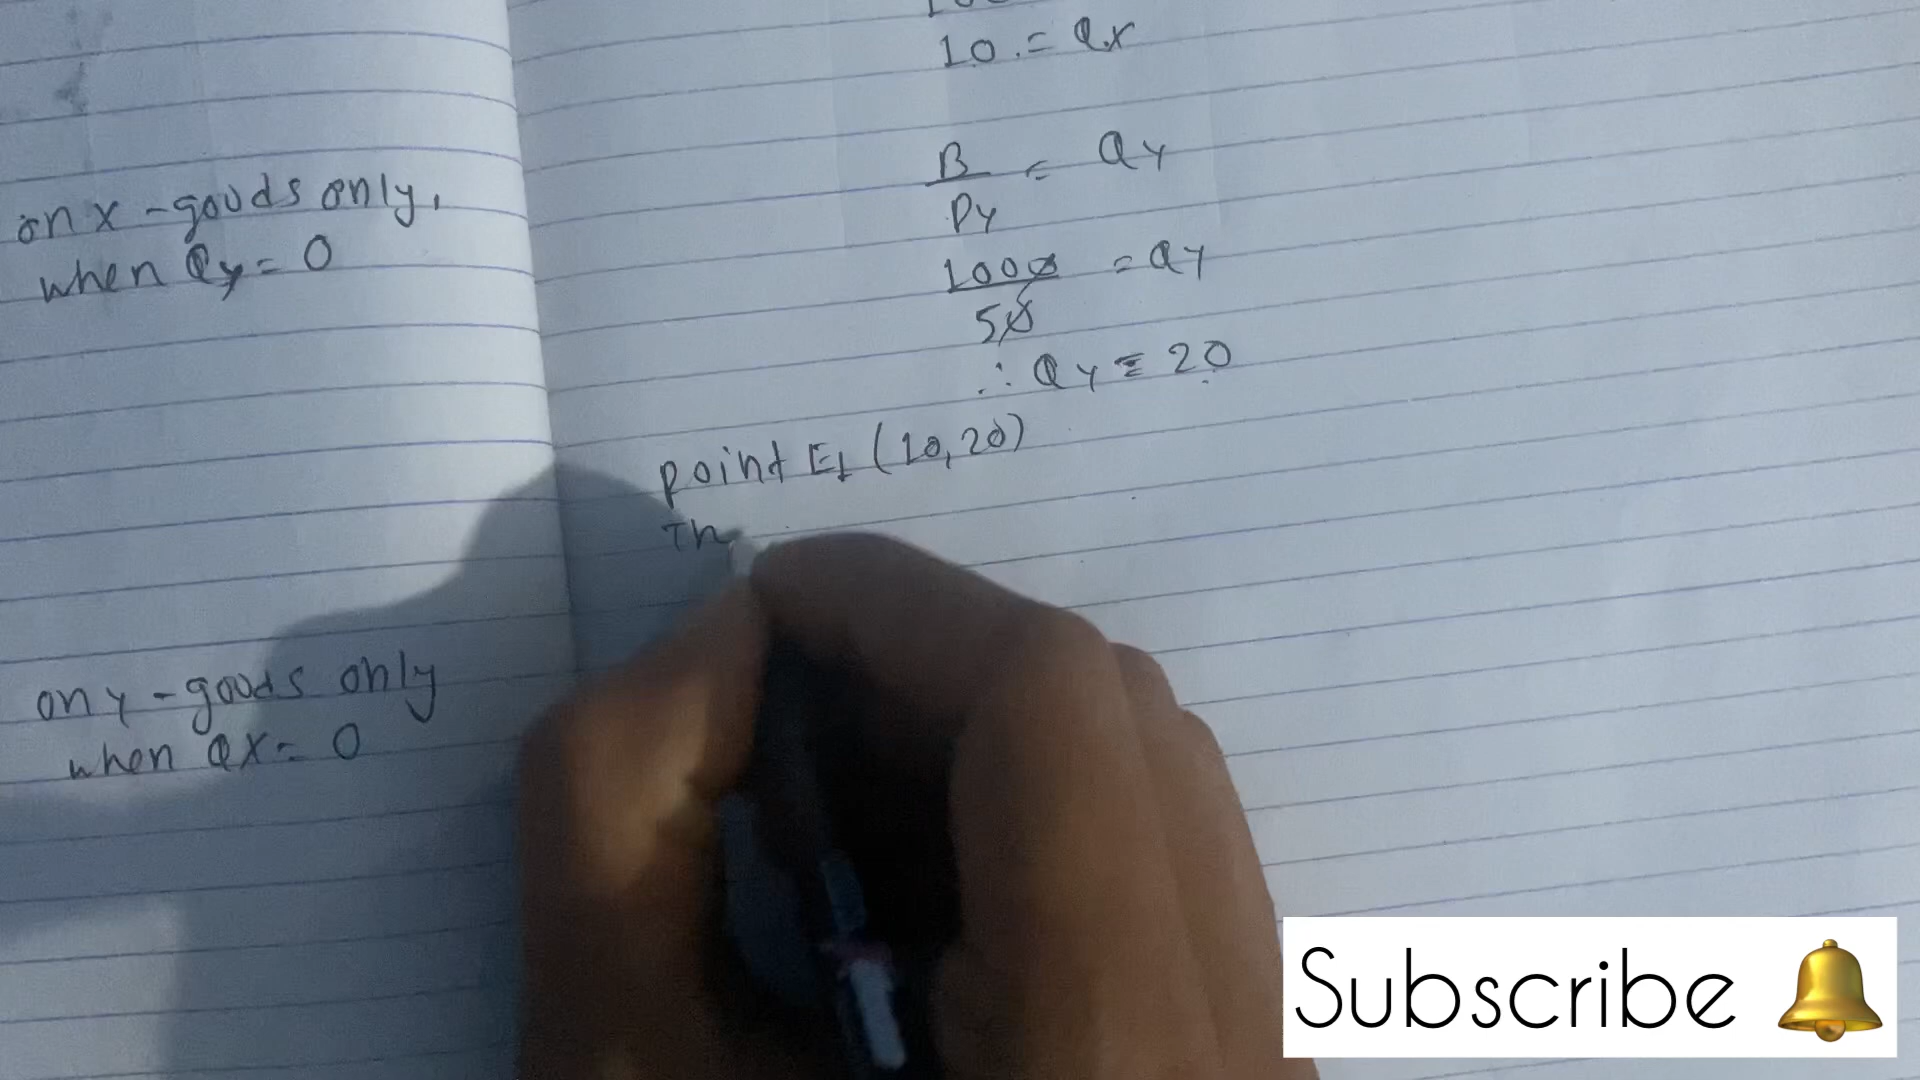 on x-goods only,
when Qy = 0
on y-goods only
when Qx = 0
10 = Qx
B/Py = Qy
1000/50 = Qy
∴ Qy = 20
point E1 (10, 20)
Th
Subscribe